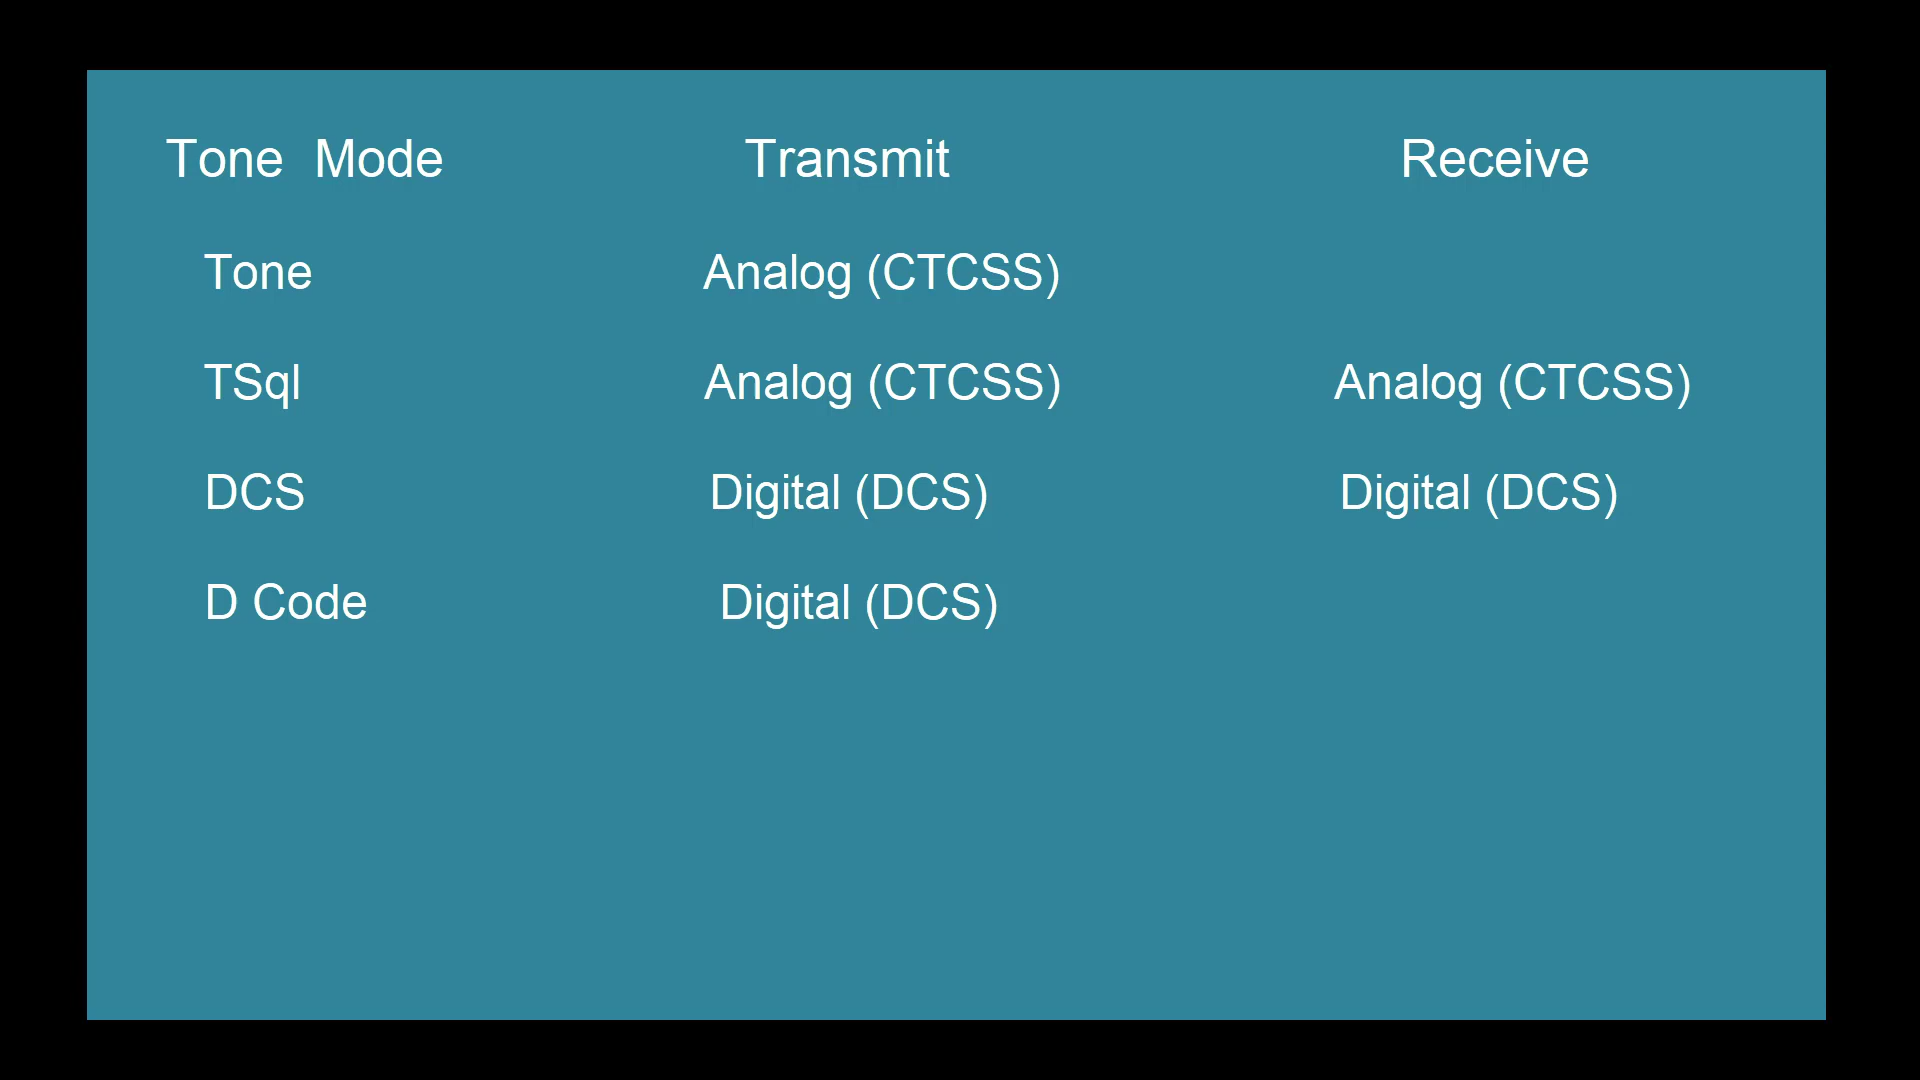 Tone Mode Transmit Receive
Tone Analog (CTCSS)
TSql Analog (CTCSS) Analog (CTCSS)
DCS Digital (DCS) Digital (DCS)
D Code Digital (DCS)